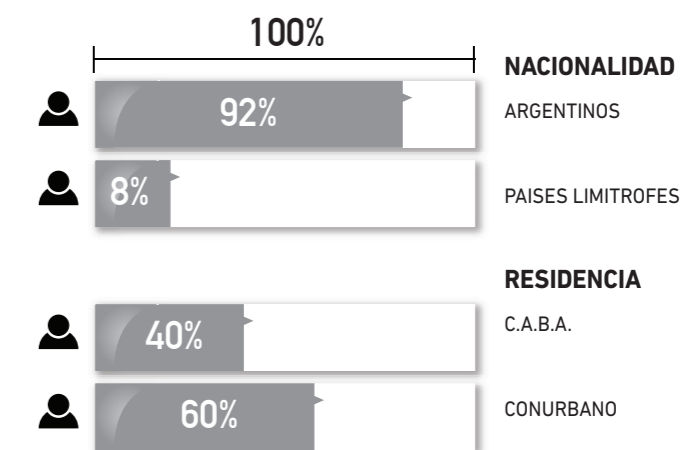 100%
NACIONALIDAD
92%
ARGENTINOS
8%
PAISES LIMITROFES
RESIDENCIA
40%
C.A.B.A.
60%
CONURBANO